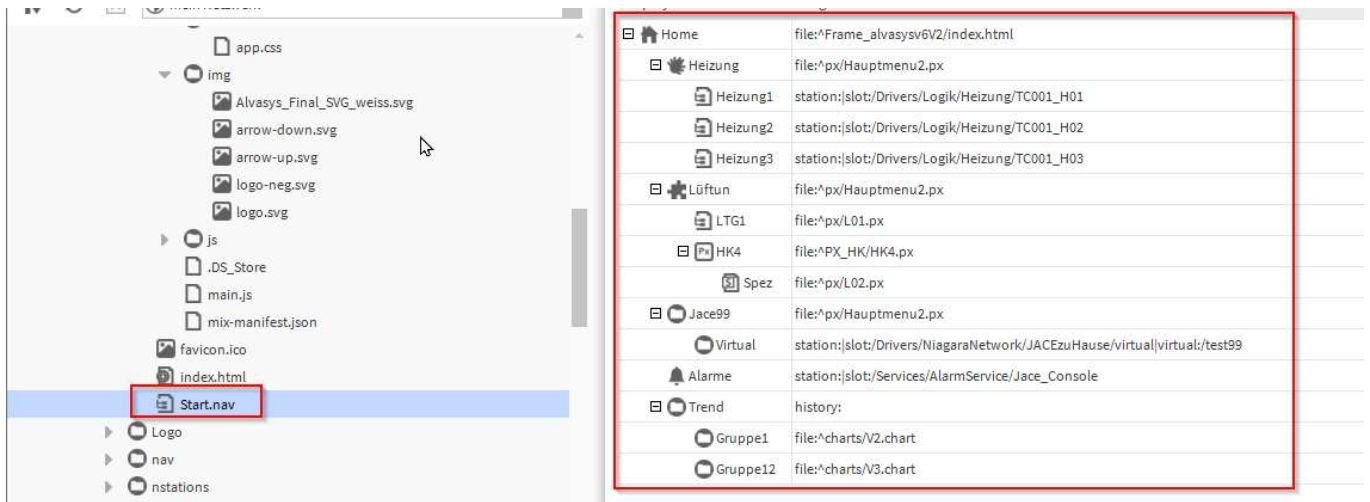 app.css
img
Alvasys_Final_SVG_weiss.svg
arrow-down.svg
arrow-up.svg
logo-neg.svg
logo.svg
js
.DS_Store
main.js
mix-manifest.json
favicon.ico
index.html
Start.nav
Logo
nav
nstations
Home file:^Frame_alvasysv6V2/index.html
Heizung file:^px/Hauptmenu2.px
Heizung1 station:|slot:/Drivers/Logik/Heizung/TC001_H01
Heizung2 station:|slot:/Drivers/Logik/Heizung/TC001_H02
Heizung3 station:|slot:/Drivers/Logik/Heizung/TC001_H03
Lüftun file:^px/Hauptmenu2.px
LTG1 file:^px/L01.px
Px HK4 file:^PX_HK/HK4.px
Spez file:^px/L02.px
Jace99 file:^px/Hauptmenu2.px
Virtual station:|slot:/Drivers/NiagaraNetwork/JACEzuHause/virtual|virtual:/test99
Alarme station:|slot:/Services/AlarmService/Jace_Console
Trend history:
Gruppe1 file:^charts/V2.chart
Gruppe12 file:^charts/V3.chart